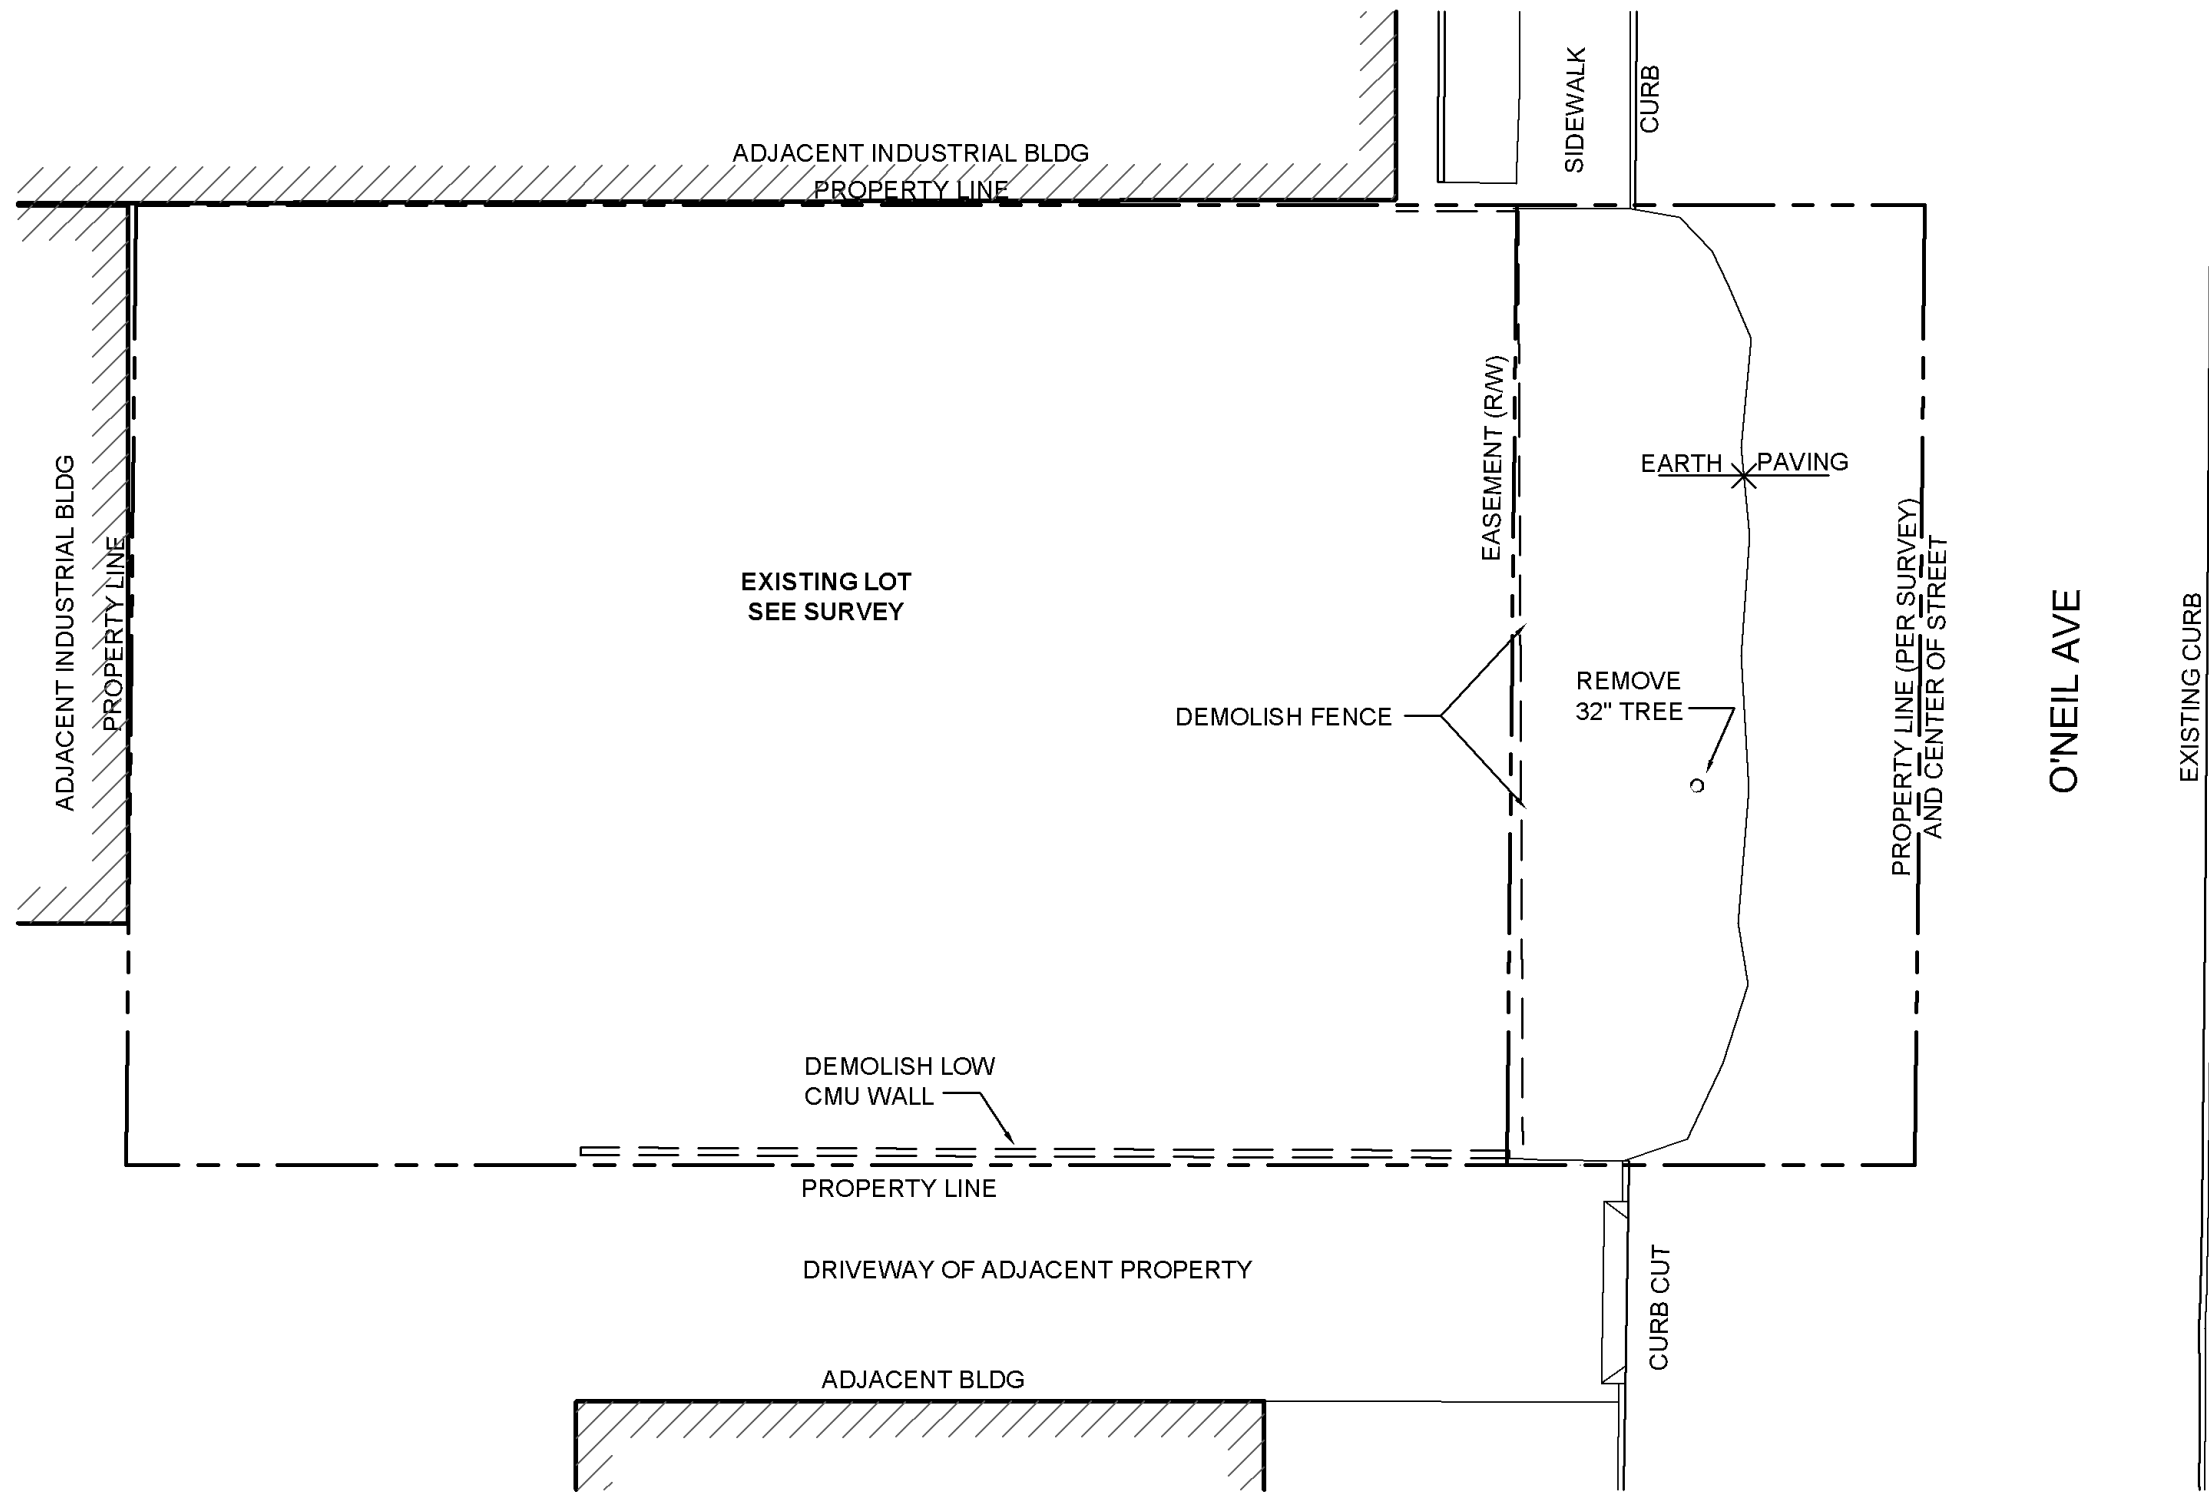 SIDEWALK
CURB
ADJACENT INDUSTRIAL BLDG
PROPERTY LINE
ADJACENT INDUSTRIAL BLDG
PROPERTY LINE
EXISTING LOT
SEE SURVEY
EASEMENT (R/W)
EARTH
PAVING
DEMOLISH FENCE
REMOVE
32" TREE
PROPERTY LINE (PER SURVEY)
AND CENTER OF STREET
O'NEIL AVE
EXISTING CURB
DEMOLISH LOW
CMU WALL
PROPERTY LINE
DRIVEWAY OF ADJACENT PROPERTY
CURB CUT
ADJACENT BLDG